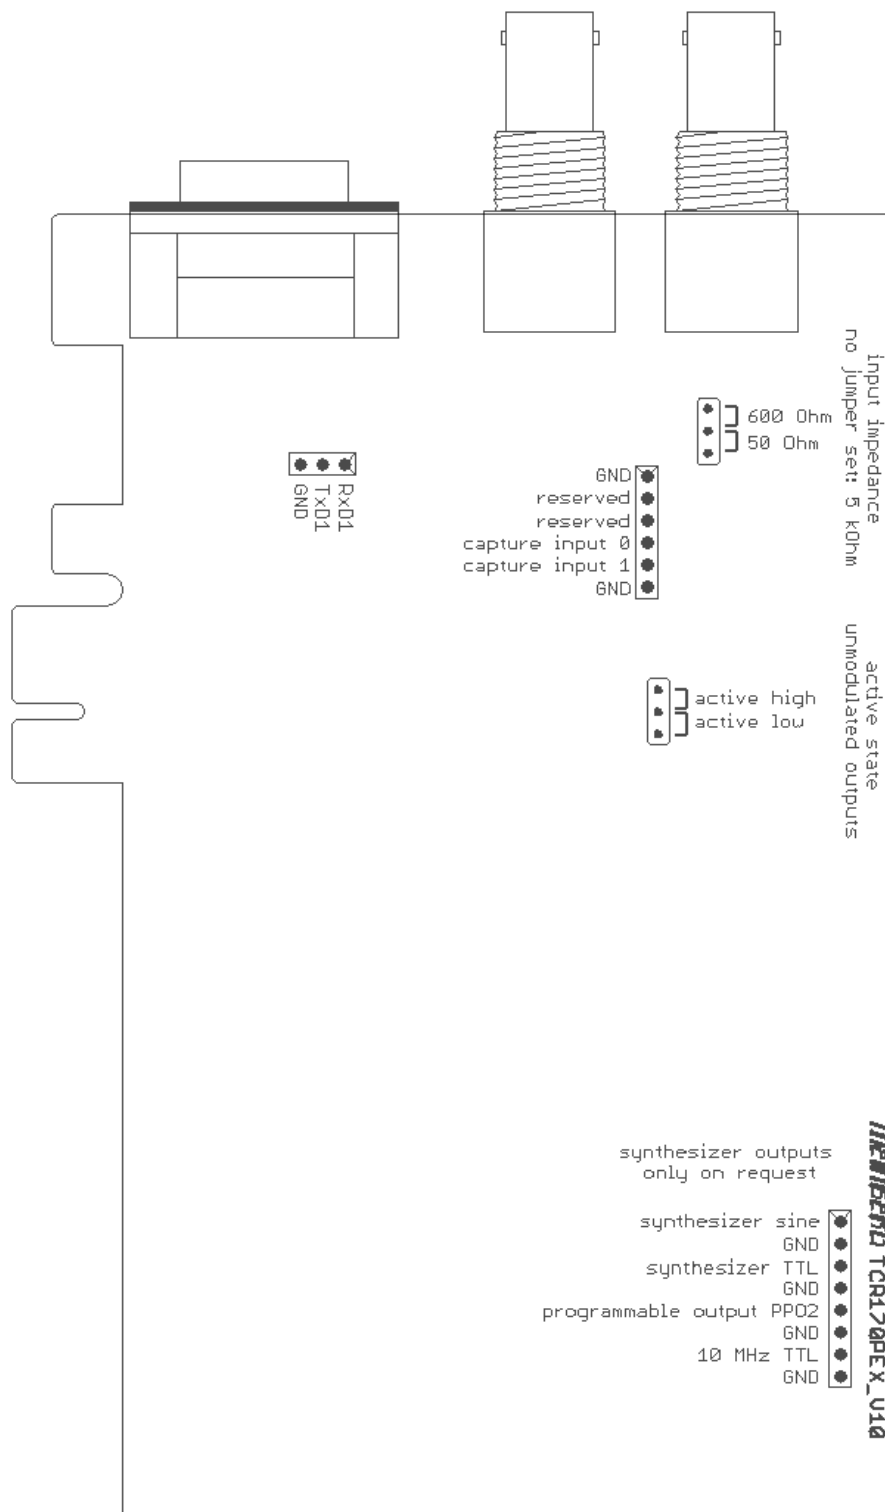 input impedance
no jumper set: 5 kOhm
600 Ohm
50 Ohm
RxD1
TxD1
GND
GND
reserved
reserved
capture input 0
capture input 1
GND
active state
unmodulated outputs
active high
active low
synthesizer outputs
only on request
synthesizer sine
GND
synthesizer TTL
GND
programmable output PPO2
GND
10 MHz TTL
GND
TCR170PEX_V10